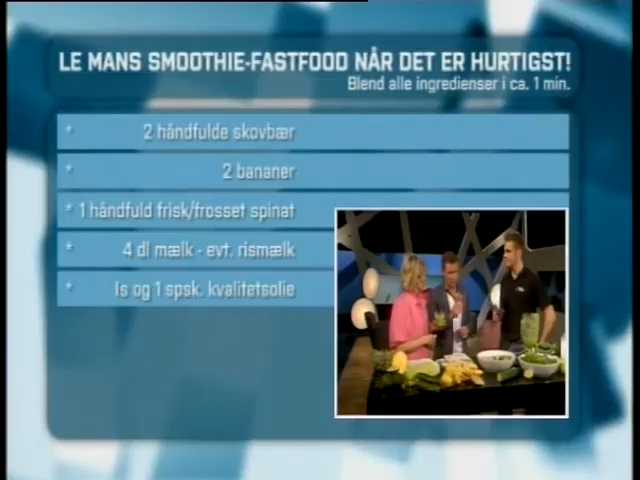 LE MANS SMOOTHIE-FASTFOOD NÅR DET ER HURTIGST!
Blend alle ingredienser i ca. 1 min.
* 2 håndfulde skovbær
* 2 bananer
* 1 håndfuld frisk/frosset spinat
* 4 dl mælk - evt. rismælk
* Is og 1 spsk. kvalitetsolie